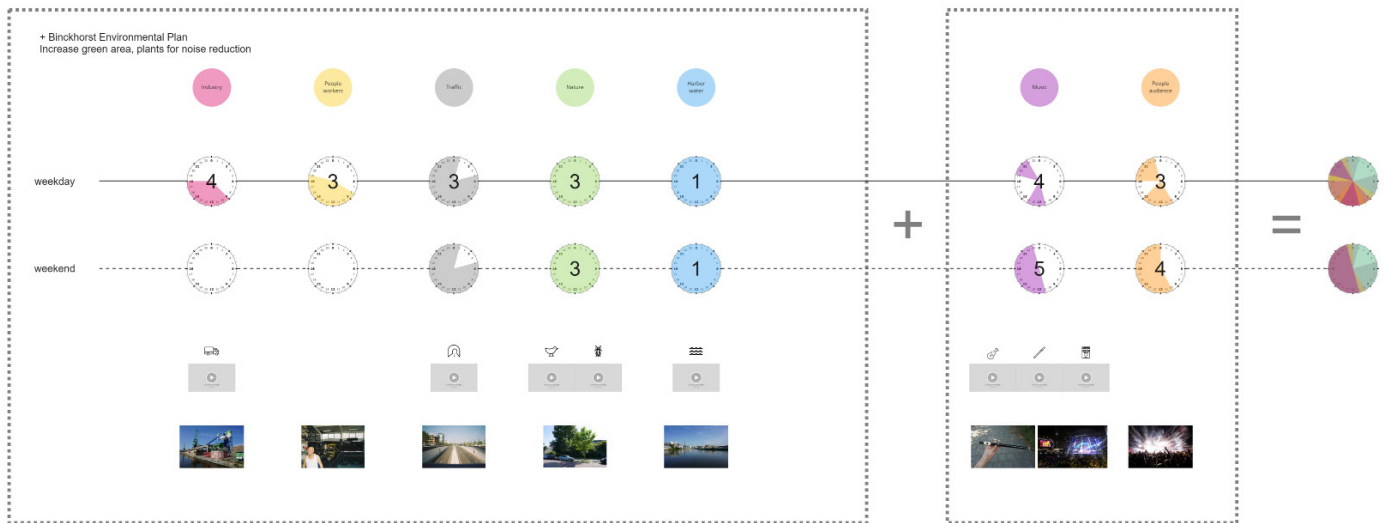 + Binckhorst Environmental Plan
Increase green area, plants for noise reduction
Industry
People
workers
Traffic
Nature
Harbor
water
Music
People
audience
weekday
4
3
3
3
1
4
3
+
=
weekend
3
1
5
4